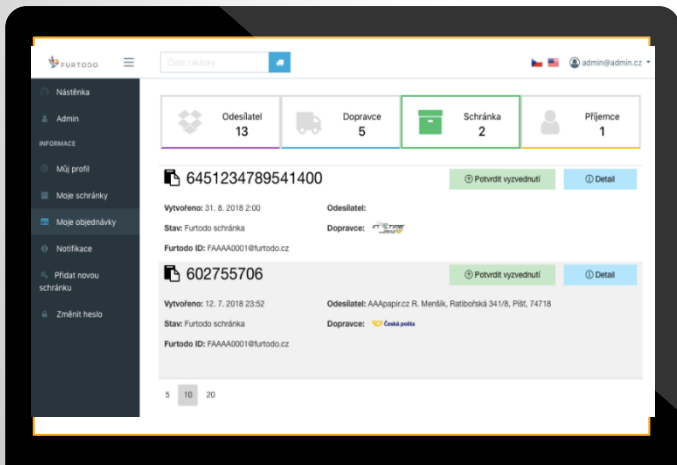 FURTODO
Číslo zakázky
admin@admin.cz
Nástěnka
Admin
INFORMACE
Můj profil
Moje schránky
Moje objednávky
Notifikace
Přidat novou
schránku
Změnit heslo
Odesílatel
13
Dopravce
5
Schránka
2
Příjemce
1
6451234789541400
Potvrdit vyzvednutí
Detail
Vytvořeno: 31. 8. 2018 2:00
Odesílatel:
Stav: Furtodo schránka
Dopravce:
Furtodo ID: FAAAA0001@furtodo.cz
602755706
Potvrdit vyzvednutí
Detail
Vytvořeno: 12. 7. 2018 23:52
Odesílatel: AAApapir.cz R. Menšík, Ratibořská 341/8, Píšť, 74718
Stav: Furtodo schránka
Dopravce: Česká pošta
Furtodo ID: FAAAA0001@furtodo.cz
5 10 20